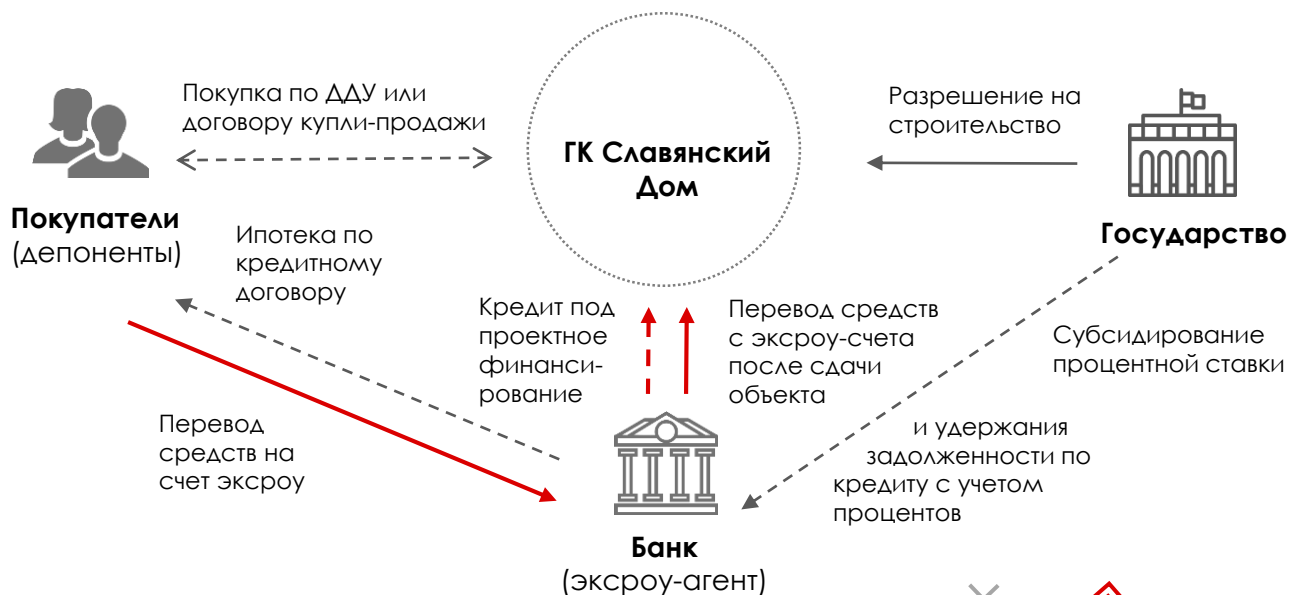 Покупка по ДДУ или
договору купли-продажи
ГК Славянский
Дом
Разрешение на
строительство
Покупатели
(депоненты)
Государство
Ипотека по
кредитному
договору
Кредит под
проектное
финанси-
рование
Перевод средств
с эксроу-счета
после сдачи
объекта
Субсидирование
процентной ставки
Перевод
средств на
счет эксроу
и удержания
задолженности по
кредиту с учетом
процентов
Банк
(эксроу-агент)